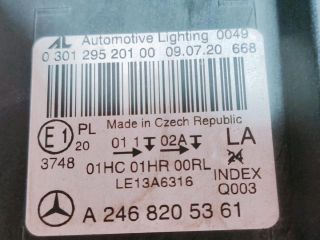 AL Automotive Lighting 0049
0 301 295 201 00 09.07.20 668
Made in Czech Republic
E1 PL 01 1 02A LA
20
3748 01HC 01HR 00RL INDEX
LE13A6316 Q003
A 246 820 53 61